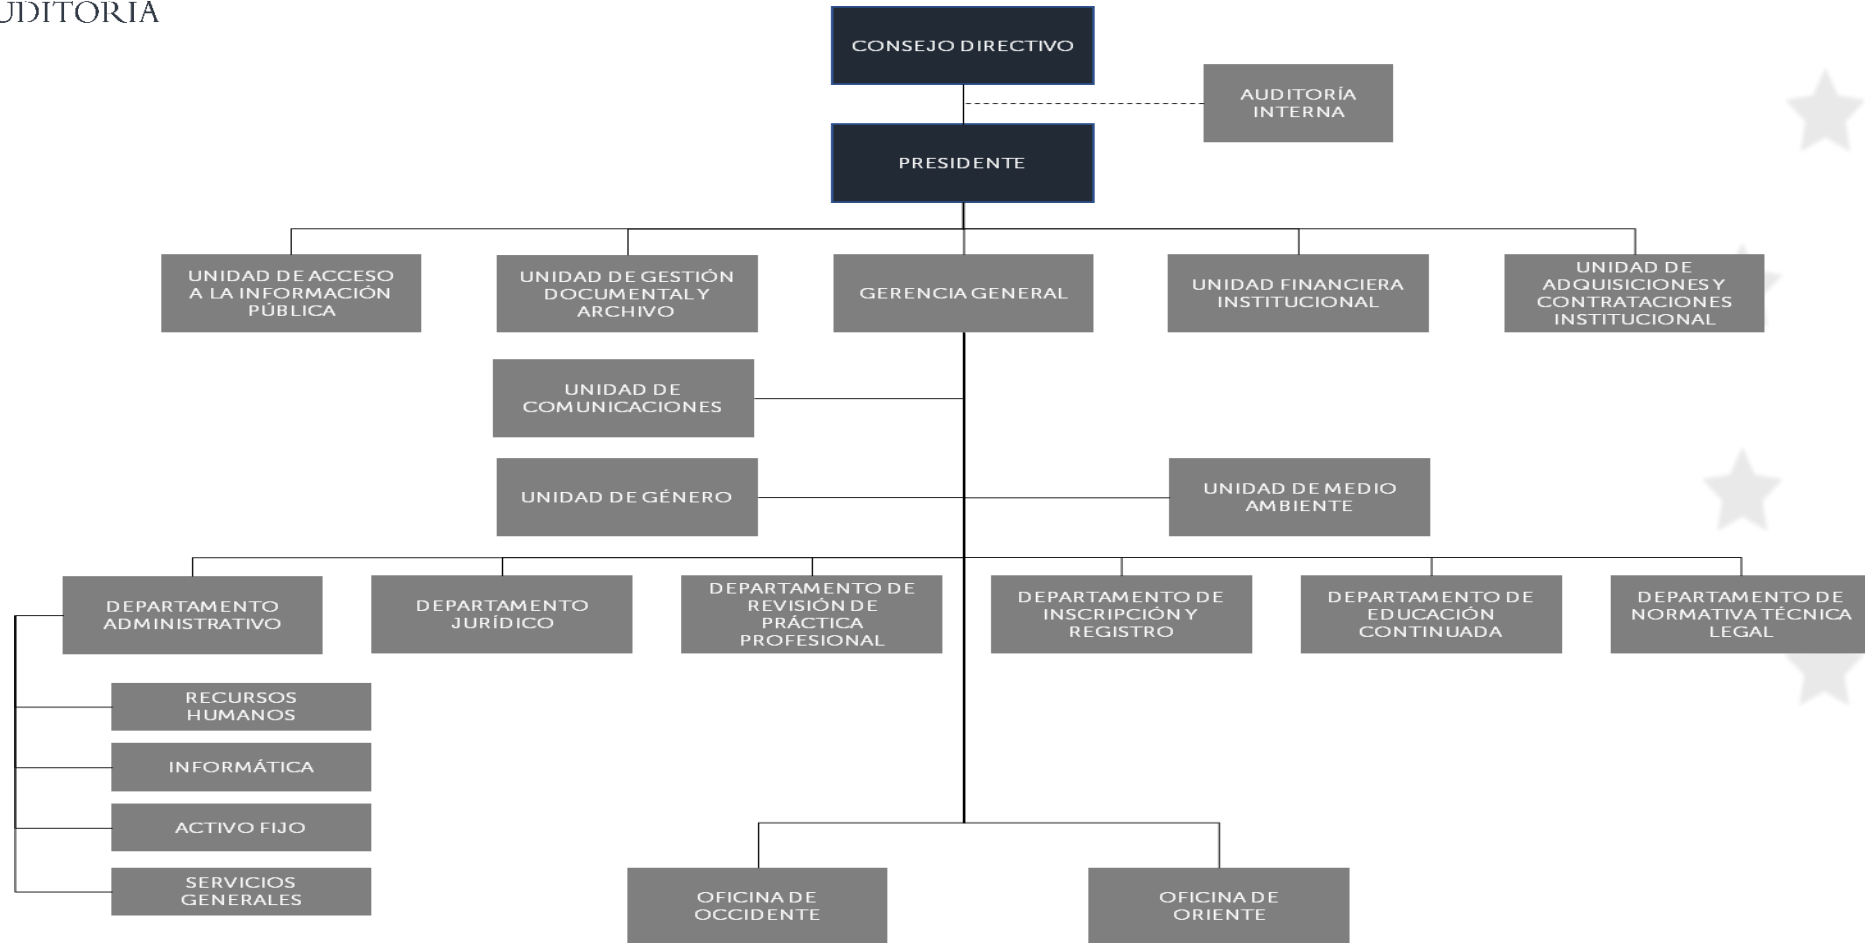 CONSEJO DIRECTIVO
AUDITORÍA
INTERNA
PRESIDENTE
UNIDAD DE ACCESO
A LA INFORMACIÓN
PÚBLICA
UNIDAD DE GESTIÓN
DOCUMENTAL Y
ARCHIVO
GERENCIA GENERAL
UNIDAD FINANCIERA
INSTITUCIONAL
UNIDAD DE
ADQUISICIONES Y
CONTRATACIONES
INSTITUCIONAL
UNIDAD DE
COMUNICACIONES
UNIDAD DE GÉNERO
UNIDAD DE MEDIO
AMBIENTE
DEPARTAMENTO
ADMINISTRATIVO
DEPARTAMENTO
JURÍDICO
DEPARTAMENTO DE
REVISIÓN DE
PRÁCTICA
PROFESIONAL
DEPARTAMENTO DE
INSCRIPCIÓN Y
REGISTRO
DEPARTAMENTO DE
EDUCACIÓN
CONTINUADA
DEPARTAMENTO DE
NORMATIVA TÉCNICA
LEGAL
RECURSOS
HUMANOS
INFORMÁTICA
ACTIVO FIJO
SERVICIOS
GENERALES
OFICINA DE
OCCIDENTE
OFICINA DE
ORIENTE